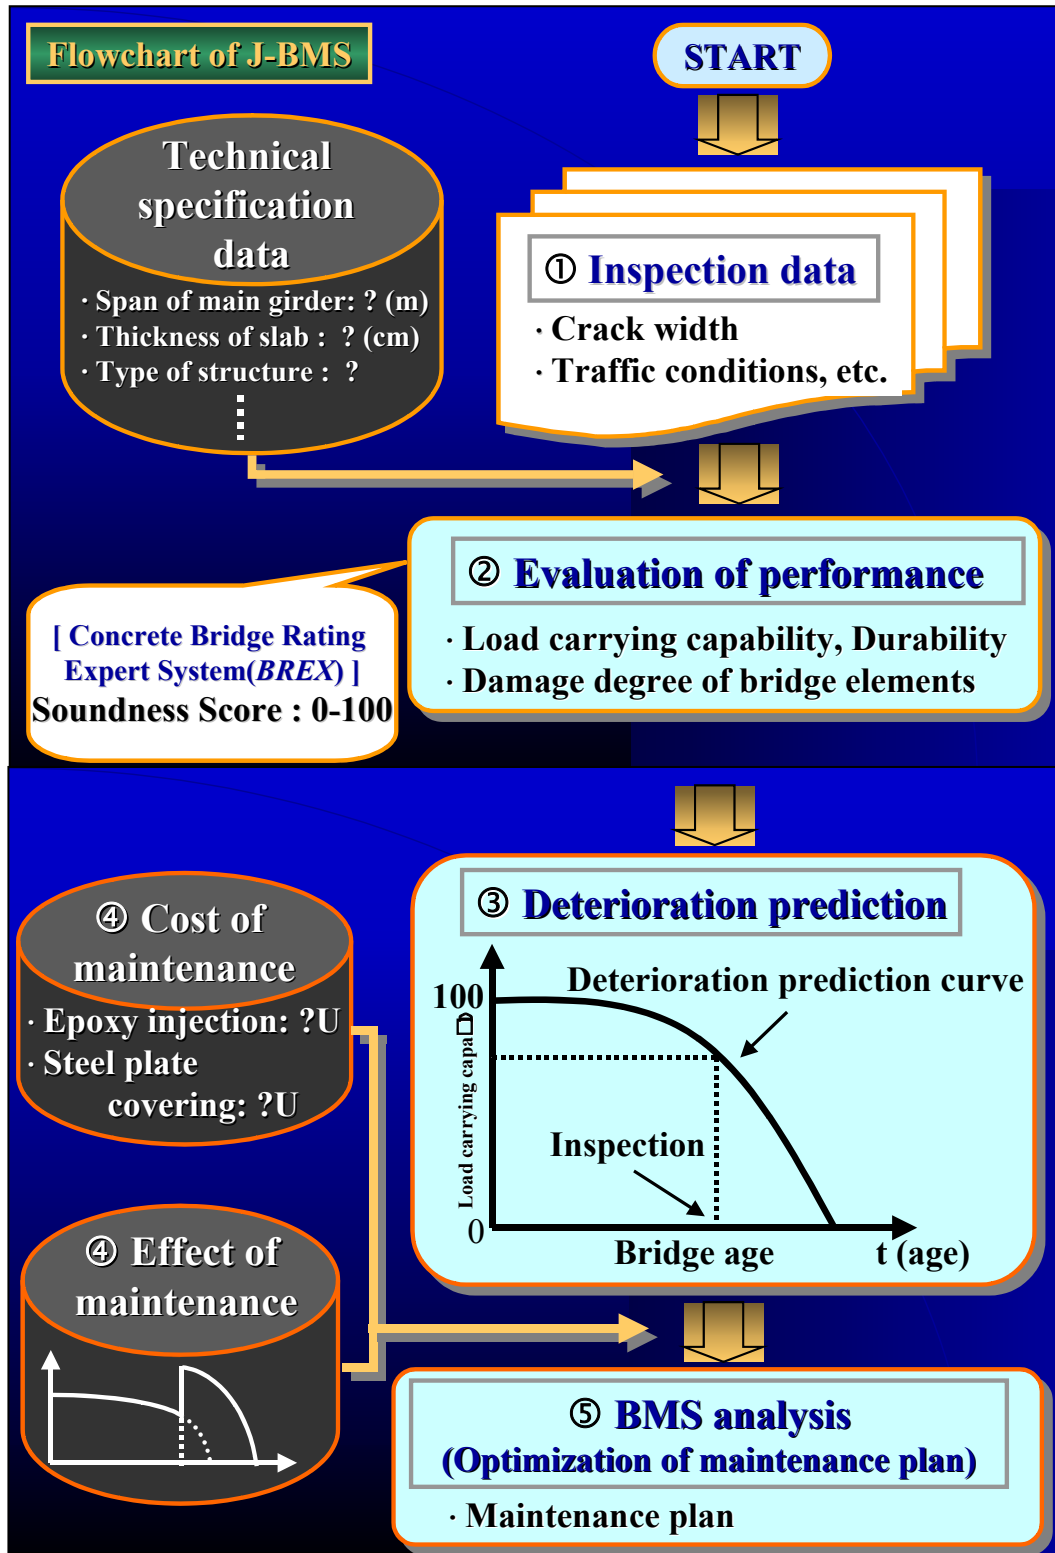 Flowchart of J-BMS
START
Technical
specification
data
· Span of main girder: ? (m)
· Thickness of slab : ? (cm)
· Type of structure : ?
① Inspection data
· Crack width
· Traffic conditions, etc.
② Evaluation of performance
· Load carrying capability, Durability
· Damage degree of bridge elements
[ Concrete Bridge Rating
Expert System(BREX) ]
Soundness Score : 0-100
③ Deterioration prediction
100
Deterioration prediction curve
Load carrying capa
Inspection
0
Bridge age
t (age)
④ Cost of
maintenance
· Epoxy injection: ?U
· Steel plate
covering: ?U
④ Effect of
maintenance
⑤ BMS analysis
(Optimization of maintenance plan)
· Maintenance plan